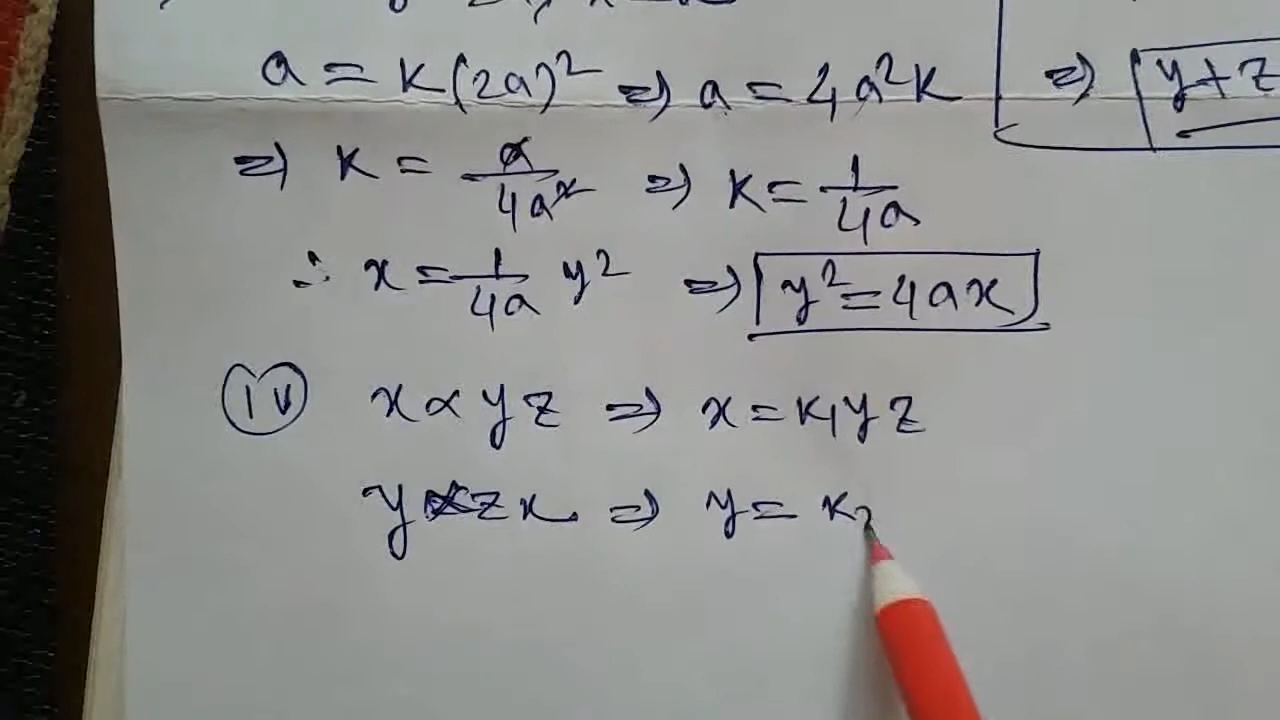 a = K(2a)² ⇒ a = 4a²K
⇒ y + z
⇒ K = a/4a² ⇒ K = 1/4a
∴ x = 1/4a y² ⇒ y² = 4ax
(iv) x ∝ yz ⇒ x = K₁yz
y ∝ zx ⇒ y = K₂